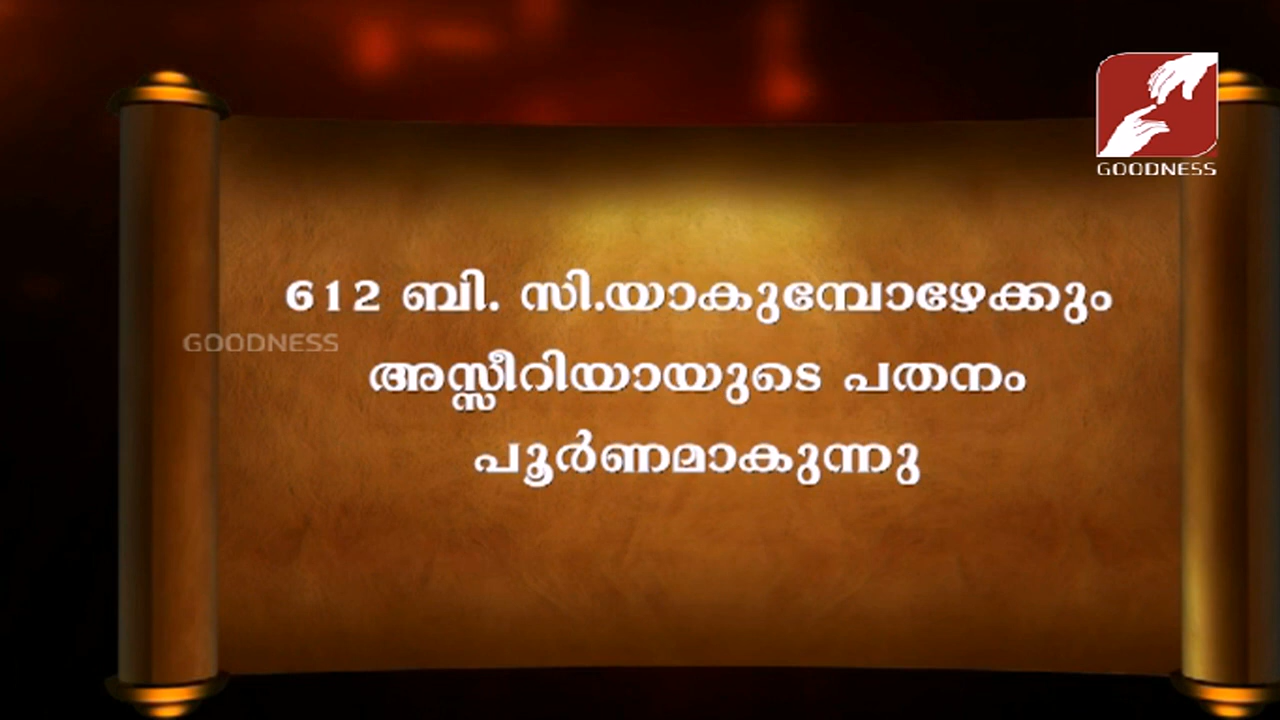 GOODNESS
612 ബി. സി.യാകുമ്പോഴേക്കും
GOODNESS
അസ്സീറിയായുടെ പതനം
പൂർണമാകുന്നു